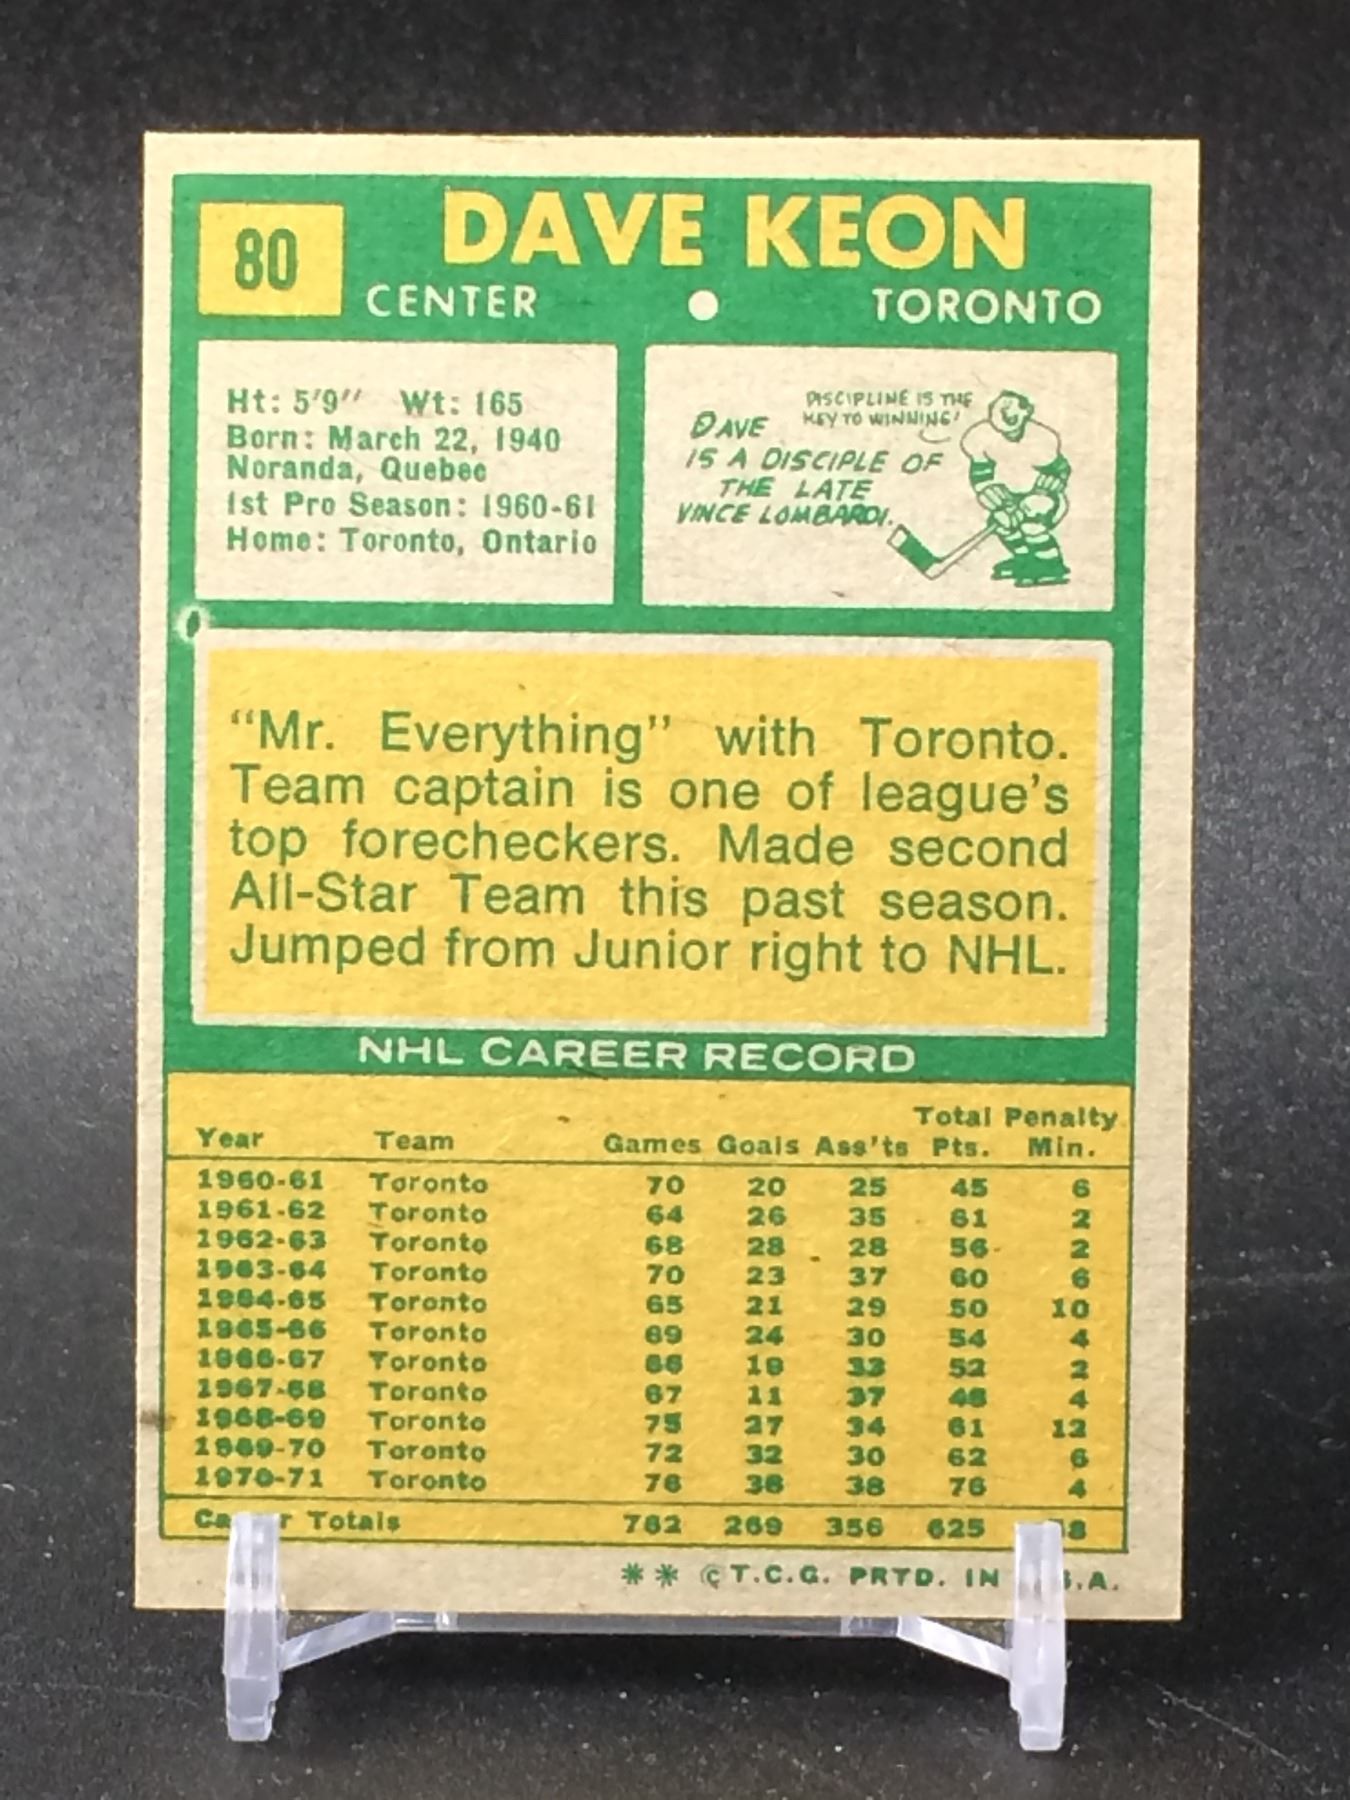 80
DAVE KEON
CENTER • TORONTO
Ht: 5'9" Wt: 165
Born: March 22, 1940
Noranda, Quebec
1st Pro Season: 1960-61
Home: Toronto, Ontario
DISCIPLINE IS THE
KEY TO WINNING!
DAVE
IS A DISCIPLE OF
THE LATE
VINCE LOMBARDI.
"Mr. Everything" with Toronto.
Team captain is one of league's
top forecheckers. Made second
All-Star Team this past season.
Jumped from Junior right to NHL.
NHL CAREER RECORD
Year Team Games Goals Ass'ts Total Pts. Penalty Min.
1960-61 Toronto 70 20 25 45 6
1961-62 Toronto 64 26 35 61 2
1962-63 Toronto 68 28 28 56 2
1963-64 Toronto 70 23 37 60 6
1964-65 Toronto 65 21 29 50 10
1965-66 Toronto 69 24 30 54 4
1966-67 Toronto 66 19 33 52 2
1967-68 Toronto 67 11 37 48 4
1968-69 Toronto 75 27 34 61 12
1969-70 Toronto 72 32 30 62 6
1970-71 Toronto 76 38 38 76 4
Totals 762 269 356 625
** © T.C.G. PRTD. IN